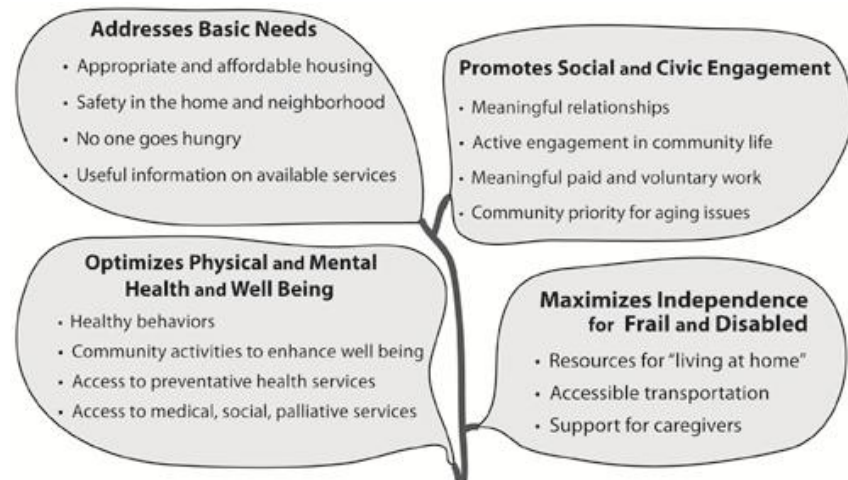 Addresses Basic Needs
• Appropriate and affordable housing
• Safety in the home and neighborhood
• No one goes hungry
• Useful information on available services
Promotes Social and Civic Engagement
• Meaningful relationships
• Active engagement in community life
• Meaningful paid and voluntary work
• Community priority for aging issues
Optimizes Physical and Mental
Health and Well Being
• Healthy behaviors
• Community activities to enhance well being
• Access to preventative health services
• Access to medical, social, palliative services
Maximizes Independence
for Frail and Disabled
• Resources for "living at home"
• Accessible transportation
• Support for caregivers